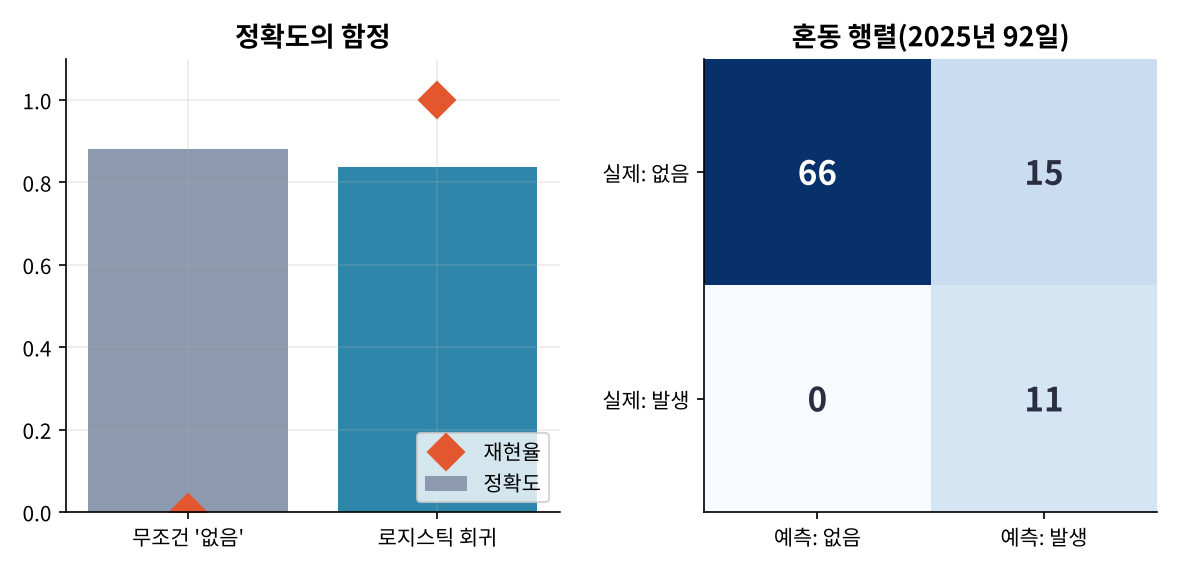 정확도의 함정
1.0
0.8
0.6
0.4
0.2
0.0
무조건 '없음'
로지스틱 회귀
재현율
정확도
혼동 행렬(2025년 92일)
실제: 없음
실제: 발생
66
15
0
11
예측: 없음
예측: 발생